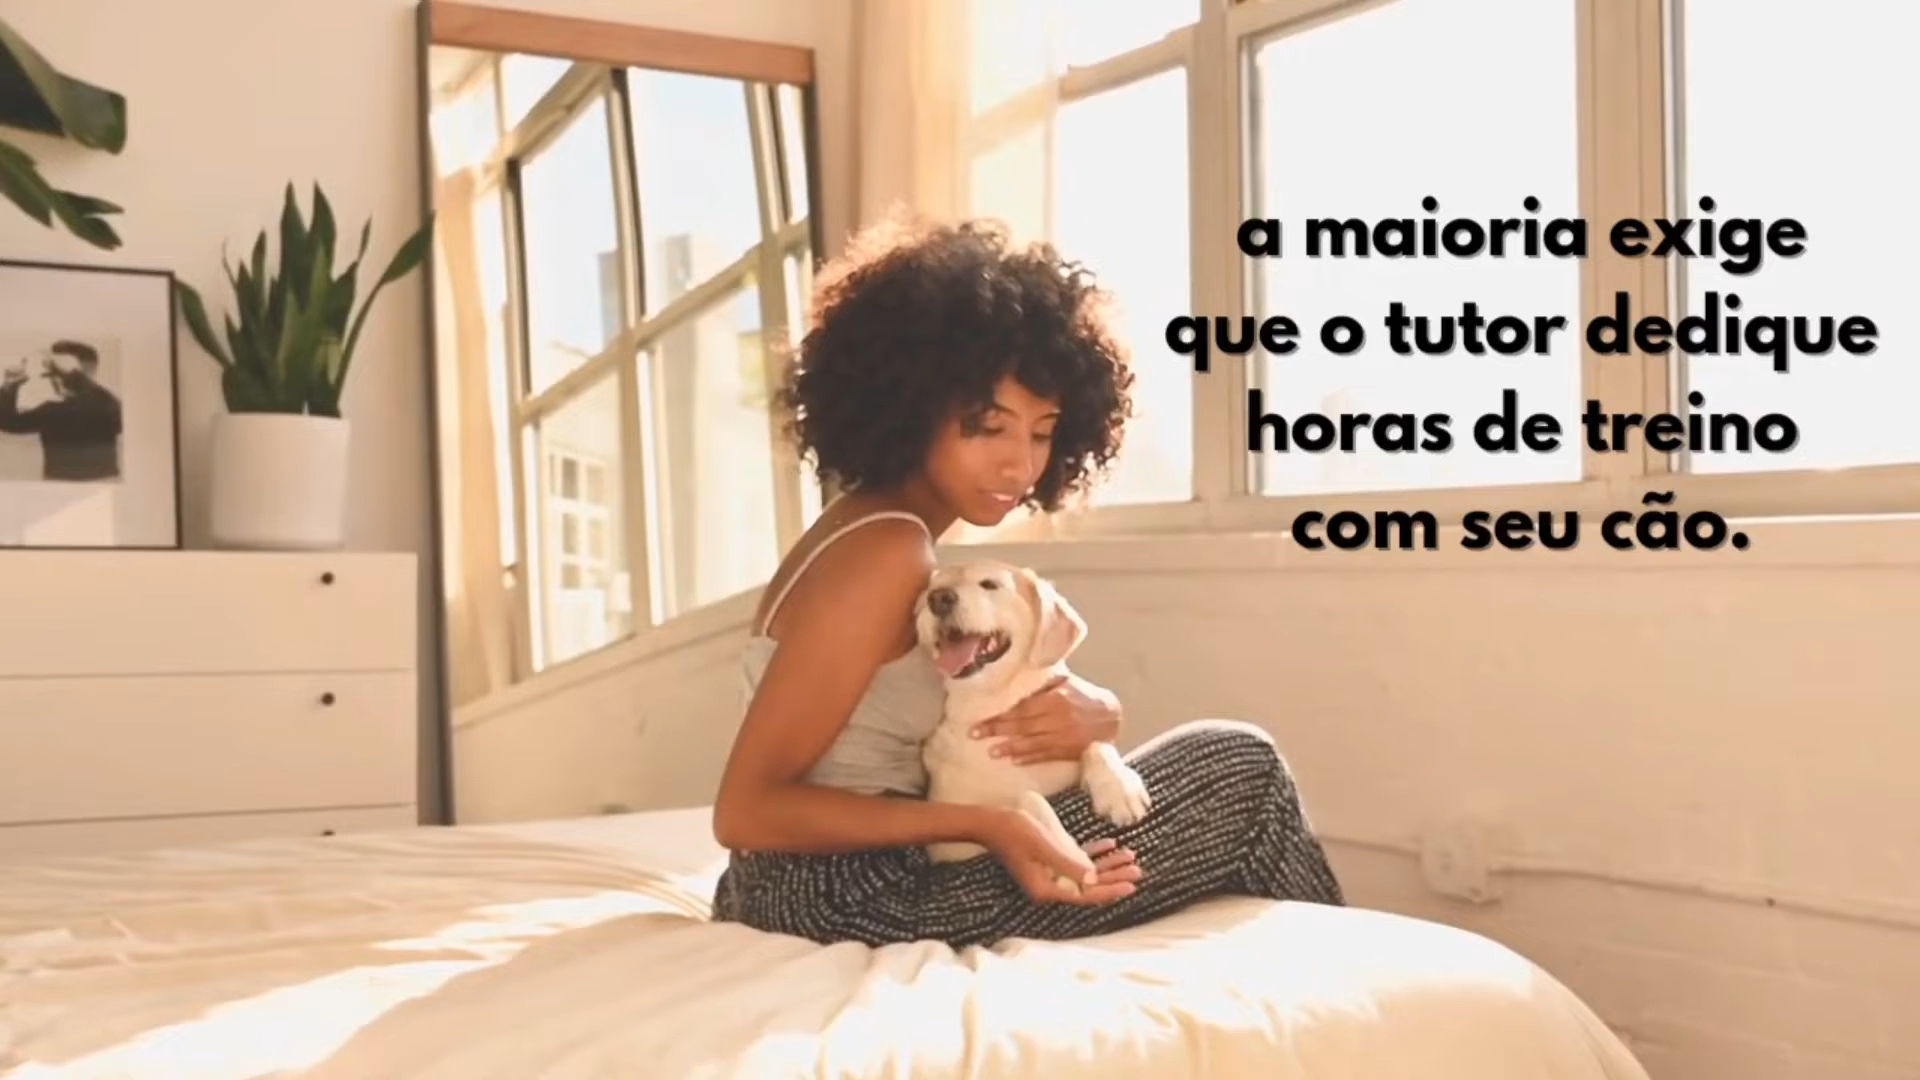 a maioria exige
que o tutor dedique
horas de treino
com seu cão.